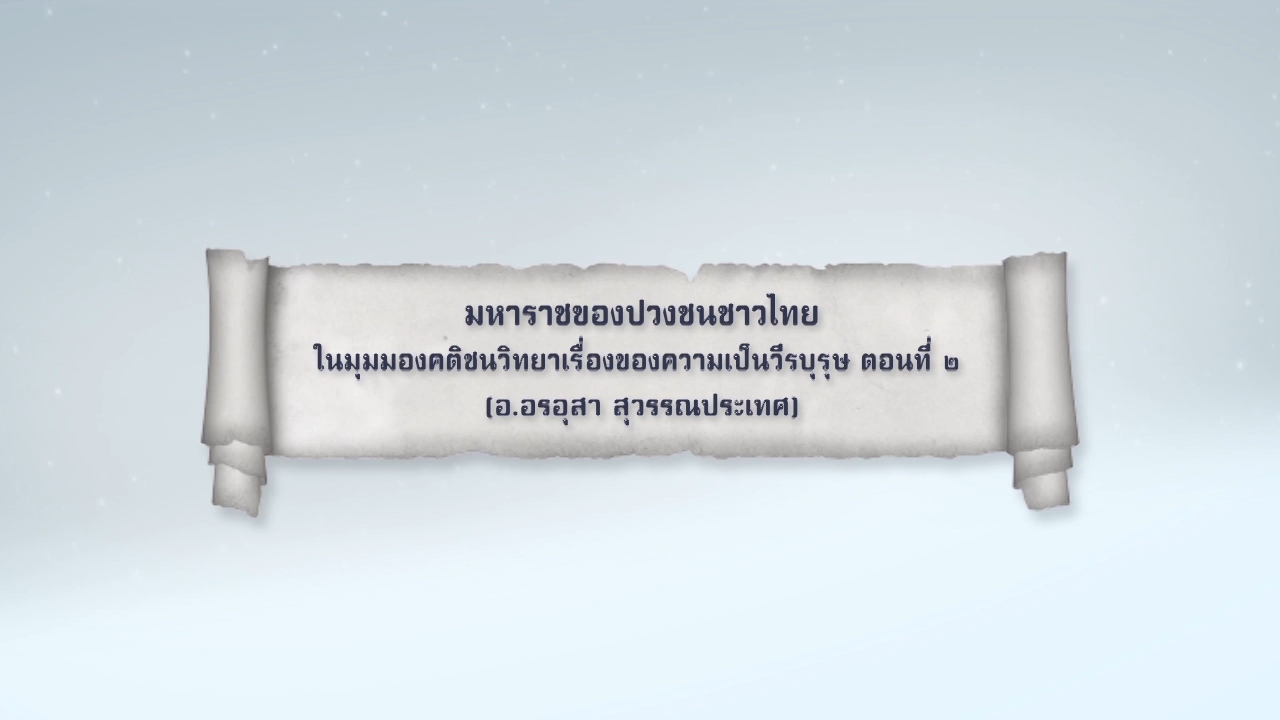 มหาราชของปวงชนชาวไทย
ในมุมมองคติชนวิทยาเรื่องของความเป็นวีรบุรุษ ตอนที่ ๒
(อ.อรอุสา สุวรรณประเทศ)